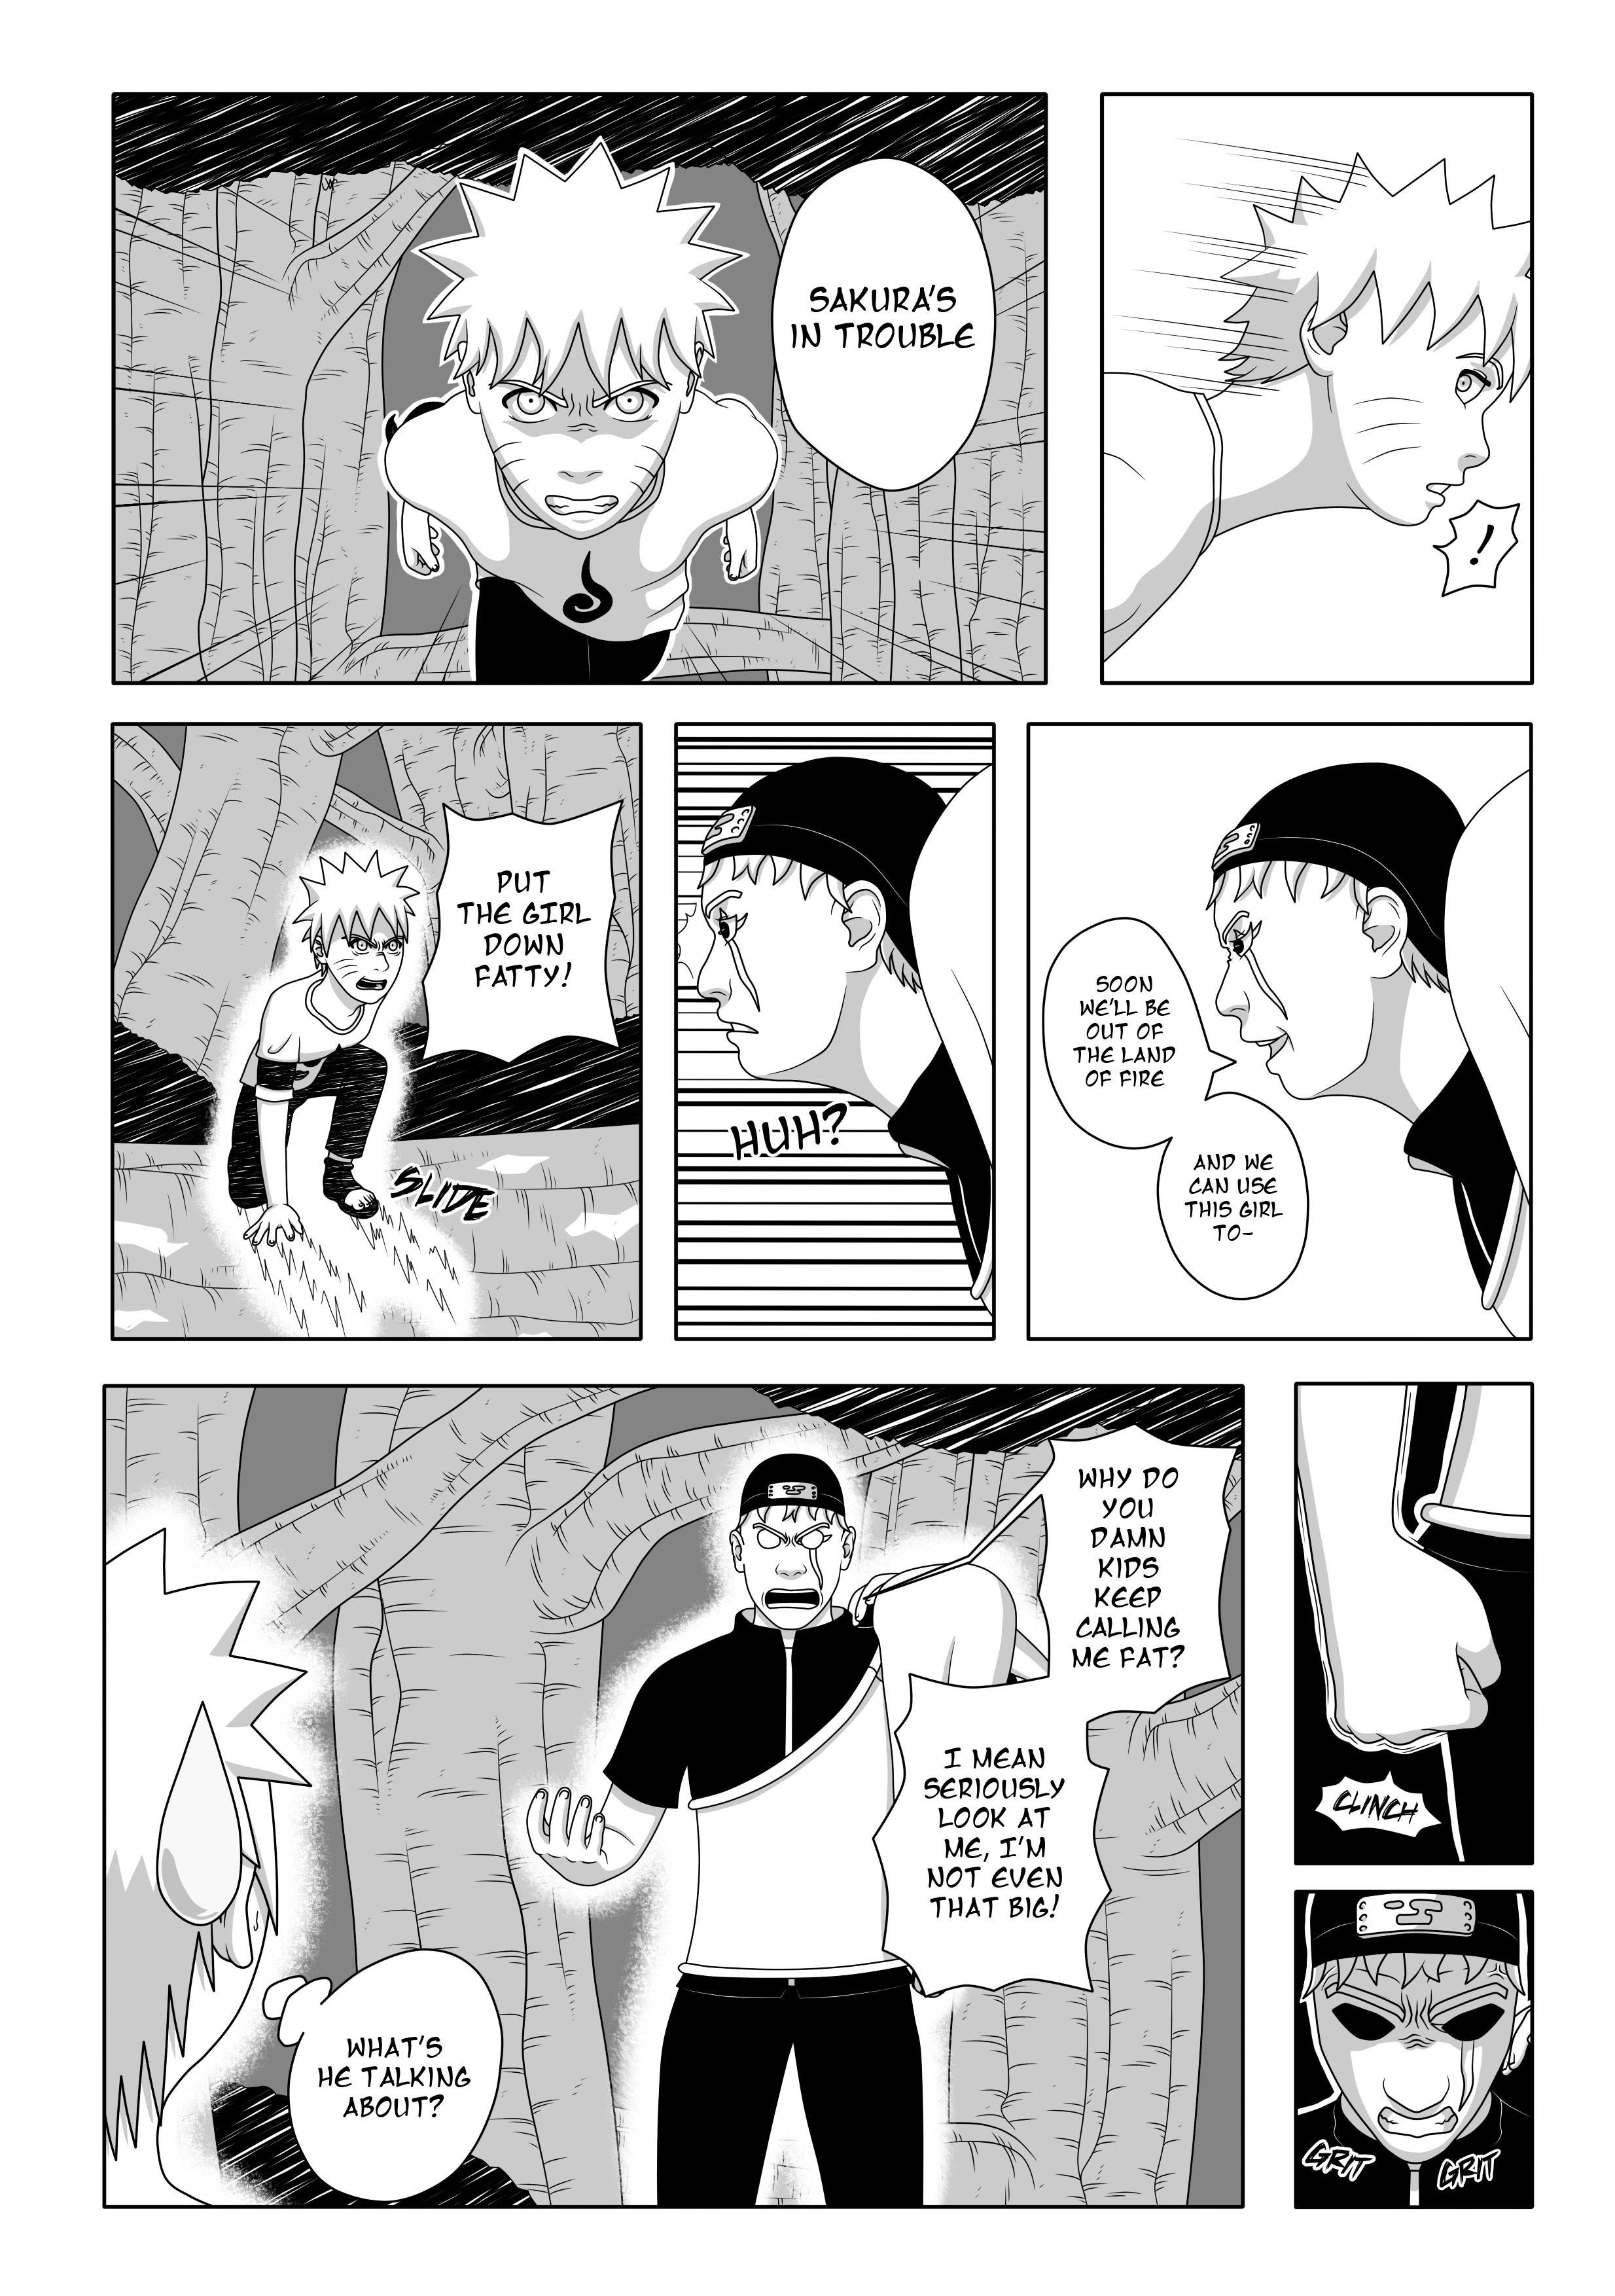 !
SAKURA'S
IN TROUBLE
SOON
WE'LL BE
OUT OF
THE LAND
OF FIRE
AND WE
CAN USE
THIS GIRL
TO-
HUH?
PUT
THE GIRL
DOWN
FATTY!
SLIDE
CLINCH
GRIT
GRIT
WHY DO
YOU
DAMN
KIDS
KEEP
CALLING
ME FAT?
I MEAN
SERIOUSLY
LOOK AT
ME, I'M
NOT EVEN
THAT BIG!
WHAT'S
HE TALKING
ABOUT?